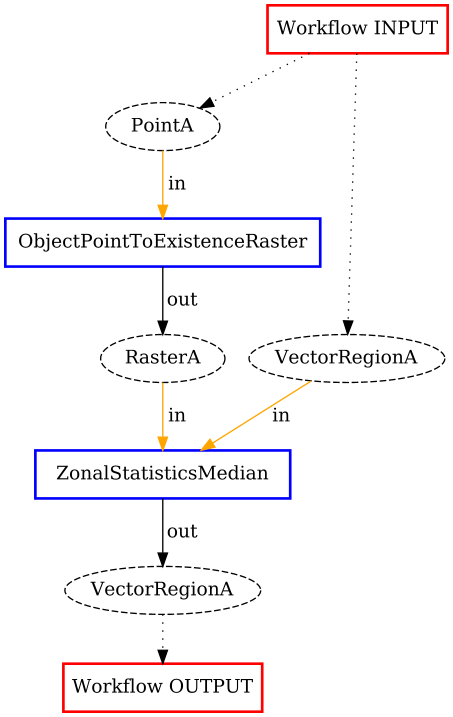 Workflow INPUT
PointA
in
ObjectPointToExistenceRaster
out
RasterA
VectorRegionA
in
in
ZonalStatisticsMedian
out
VectorRegionA
Workflow OUTPUT